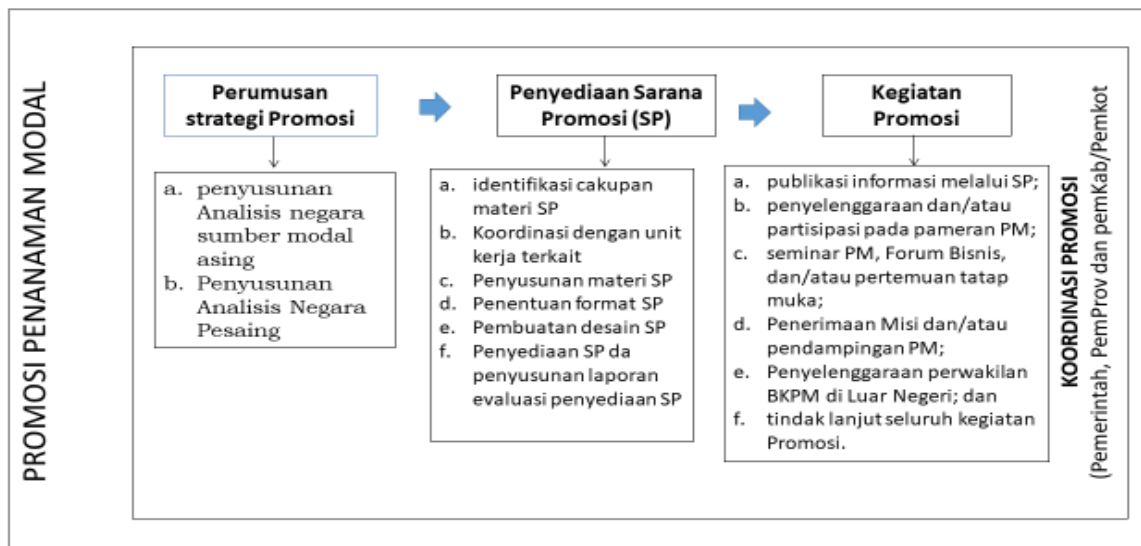 PROMOSI PENANAMAN MODAL
Perumusan
strategi Promosi
a. penyusunan
Analisis negara
sumber modal
asing
b. Penyusunan
Analisis Negara
Pesaing
Penyediaan Sarana
Promosi (SP)
a. identifikasi cakupan
materi SP
b. Koordinasi dengan unit
kerja terkait
c. Penyusunan materi SP
d. Penentuan format SP
e. Pembuatan desain SP
f. Penyediaan SP da
penyusunan laporan
evaluasi penyediaan SP
Kegiatan
Promosi
a. publikasi informasi melalui SP;
b. penyelenggaraan dan/atau
partisipasi pada pameran PM;
c. seminar PM, Forum Bisnis,
dan/atau pertemuan tatap
muka;
d. Penerimaan Misi dan/atau
pendampingan PM;
e. Penyelenggaraan perwakilan
BKPM di Luar Negeri; dan
f. tindak lanjut seluruh kegiatan
Promosi.
KOORDINASI PROMOSI
(Pemerintah, PemProv dan pemKab/Pemkot